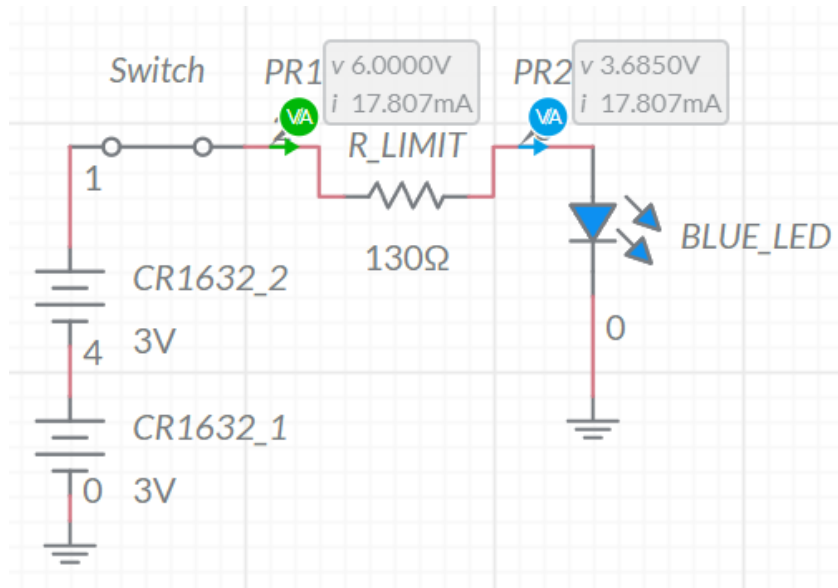 Switch
PR1
v 6.0000V
i 17.807mA
PR2
v 3.6850V
i 17.807mA
V/A
V/A
R_LIMIT
1
130Ω
BLUE_LED
CR1632_2
3V
4
0
CR1632_1
3V
0